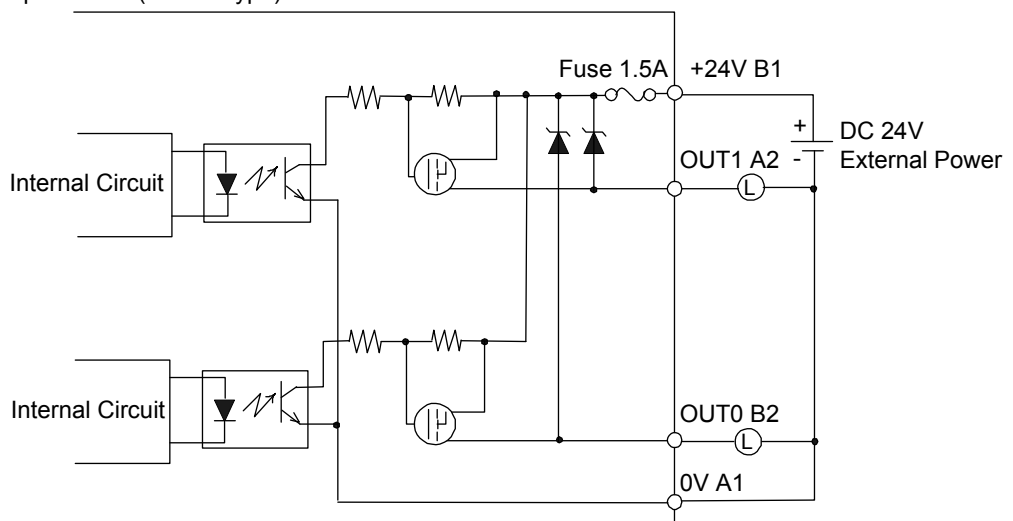 Fuse 1.5A
+24V B1
+
DC 24V
-
External Power
OUT1 A2
L
Internal Circuit
Internal Circuit
OUT0 B2
L
0V A1